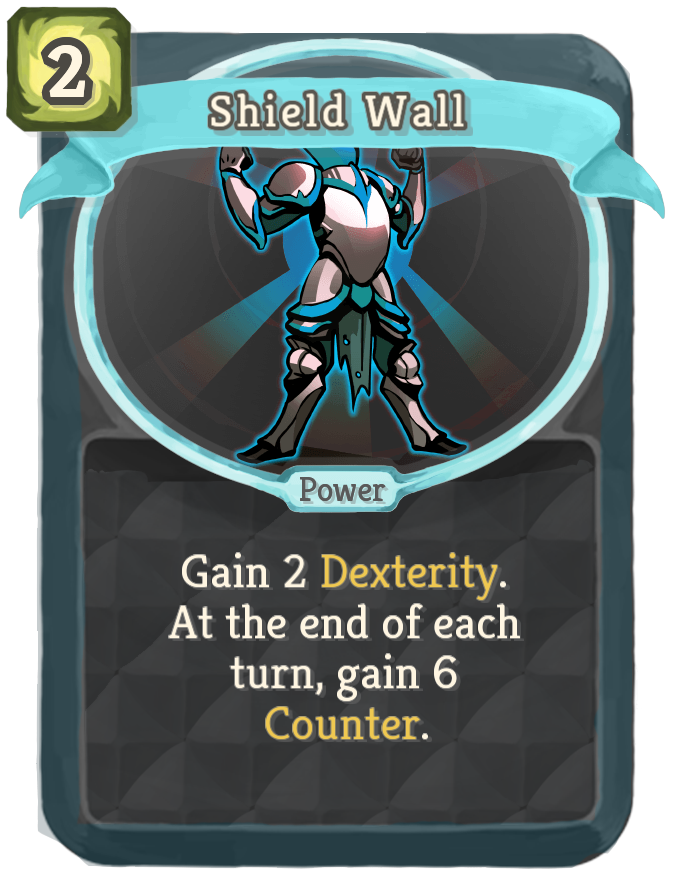 2
Shield Wall
Power
Gain 2 Dexterity.
At the end of each
turn, gain 6
Counter.